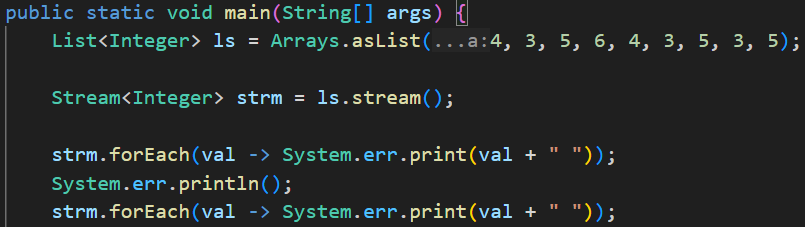 public static void main(String[] args) {
List<Integer> ls = Arrays.asList(...a:4, 3, 5, 6, 4, 3, 5, 3, 5);
Stream<Integer> strm = ls.stream();
strm.forEach(val -> System.err.print(val + " "));
System.err.println();
strm.forEach(val -> System.err.print(val + " "));